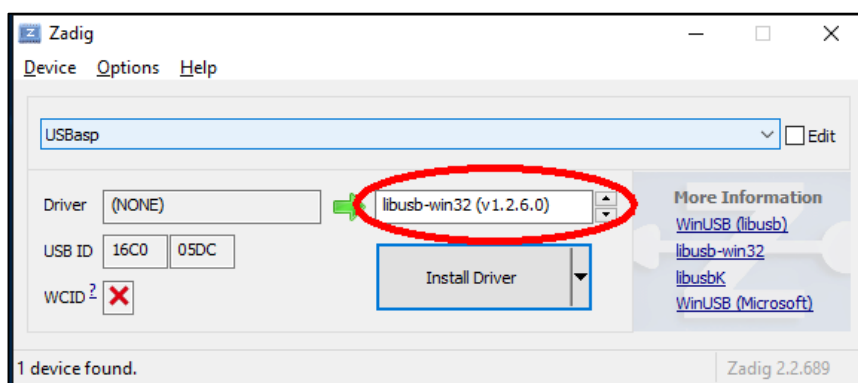 Zadig
Device Options Help
USBasp
Edit
Driver (NONE) libusb-win32 (v1.2.6.0)
USB ID 16C0 05DC
WCID ?
Install Driver
More Information
WinUSB (libusb)
libusb-win32
libusbK
WinUSB (Microsoft)
1 device found.
Zadig 2.2.689